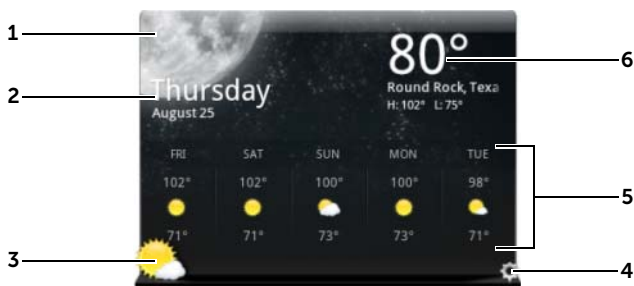 1
80°
6
2
Thursday
Round Rock, Texa
August 25
H: 102° L: 75°
FRI SAT SUN MON TUE
102° 102° 100° 100° 98°
5
71° 71° 73° 73° 71°
3
4